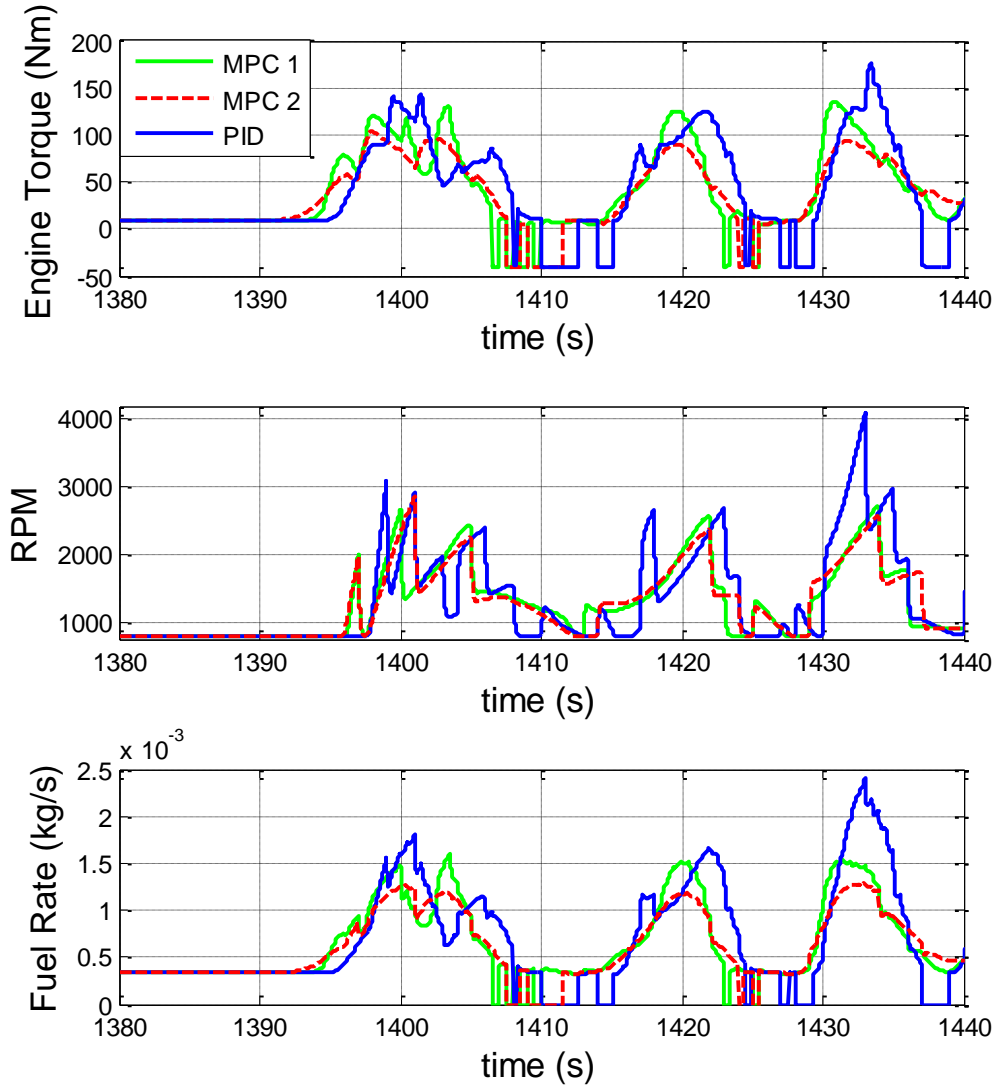 Engine Torque (Nm)
200
150
100
50
0
-50
MPC 1
MPC 2
PID
1380 1390 1400 1410 1420 1430 1440
time (s)
RPM
4000
3000
2000
1000
1380 1390 1400 1410 1420 1430 1440
time (s)
x 10-3
Fuel Rate (kg/s)
2.5
2
1.5
1
0.5
0
1380 1390 1400 1410 1420 1430 1440
time (s)